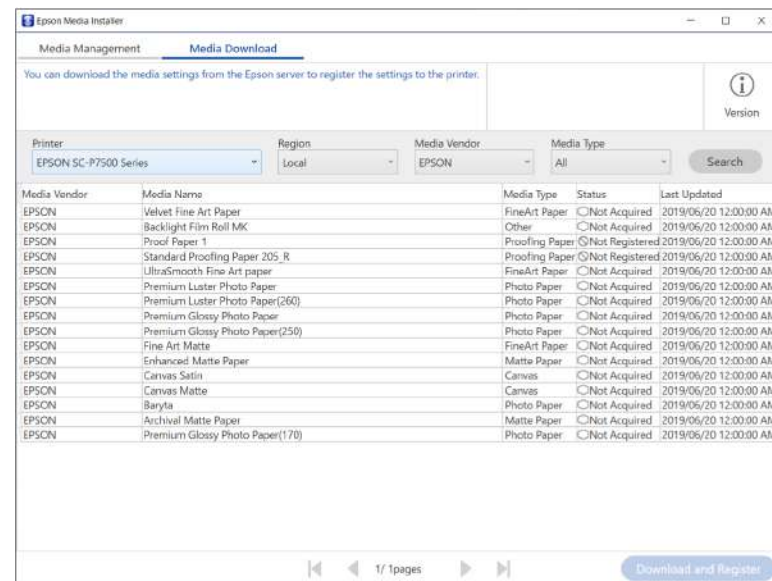 Epson Media Installer
Media Management Media Download
You can download the media settings from the Epson server to register the settings to the printer.
Version
Printer Region Media Vendor Media Type
EPSON SC-P7500 Series Local EPSON All Search
Media Vendor Media Name Media Type Status Last Updated
EPSON Velvet Fine Art Paper FineArt Paper Not Acquired 2019/06/20 12:00:00 AM
EPSON Backlight Film Roll MK Other Not Acquired 2019/06/20 12:00:00 AM
EPSON Proof Paper 1 Proofing Paper Not Registered 2019/06/20 12:00:00 AM
EPSON Standard Proofing Paper 205_R Proofing Paper Not Registered 2019/06/20 12:00:00 AM
EPSON UltraSmooth Fine Art paper FineArt Paper Not Acquired 2019/06/20 12:00:00 AM
EPSON Premium Luster Photo Paper Photo Paper Not Acquired 2019/06/20 12:00:00 AM
EPSON Premium Luster Photo Paper(260) Photo Paper Not Acquired 2019/06/20 12:00:00 AM
EPSON Premium Glossy Photo Paper Photo Paper Not Acquired 2019/06/20 12:00:00 AM
EPSON Premium Glossy Photo Paper(250) Photo Paper Not Acquired 2019/06/20 12:00:00 AM
EPSON Fine Art Matte FineArt Paper Not Acquired 2019/06/20 12:00:00 AM
EPSON Enhanced Matte Paper Matte Paper Not Acquired 2019/06/20 12:00:00 AM
EPSON Canvas Satin Canvas Not Acquired 2019/06/20 12:00:00 AM
EPSON Canvas Matte Canvas Not Acquired 2019/06/20 12:00:00 AM
EPSON Baryta Photo Paper Not Acquired 2019/06/20 12:00:00 AM
EPSON Archival Matte Paper Matte Paper Not Acquired 2019/06/20 12:00:00 AM
EPSON Premium Glossy Photo Paper(170) Photo Paper Not Acquired 2019/06/20 12:00:00 AM
1/ 1pages Download and Register